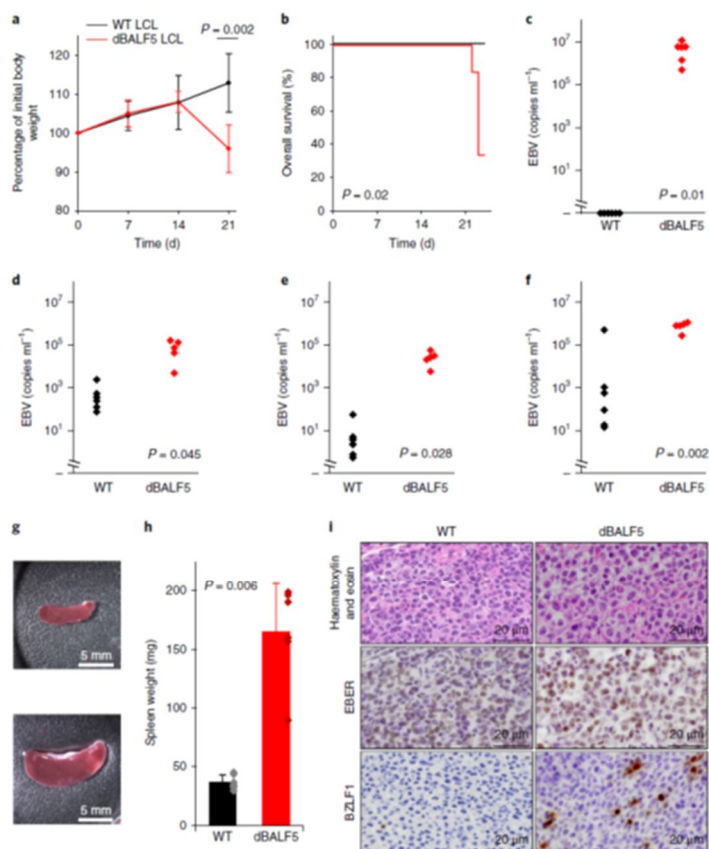 a
WT LCL
dBALF5 LCL
P = 0.002
Percentage of initial body
weight
120
110
100
90
80
0 7 14 21
Time (d)
b
Overall survival (%)
100
80
60
40
20
0
P = 0.02
0 7 14 21
Time (d)
c
EBV (copies ml⁻¹)
10⁷
10⁵
10³
10¹
–
P = 0.01
WT dBALF5
d
EBV (copies ml⁻¹)
10⁷
10⁵
10³
10¹
–
P = 0.045
WT dBALF5
e
EBV (copies ml⁻¹)
10⁷
10⁵
10³
10¹
–
P = 0.028
WT dBALF5
f
EBV (copies ml⁻¹)
10⁷
10⁵
10³
10¹
–
P = 0.002
WT dBALF5
g
5 mm
5 mm
h
Spleen weight (mg)
200
150
100
50
0
P = 0.006
WT dBALF5
i
WT dBALF5
Haematoxylin
and eosin
20 µm 20 µm
EBER
20 µm 20 µm
BZLF1
20 µm 20 µm